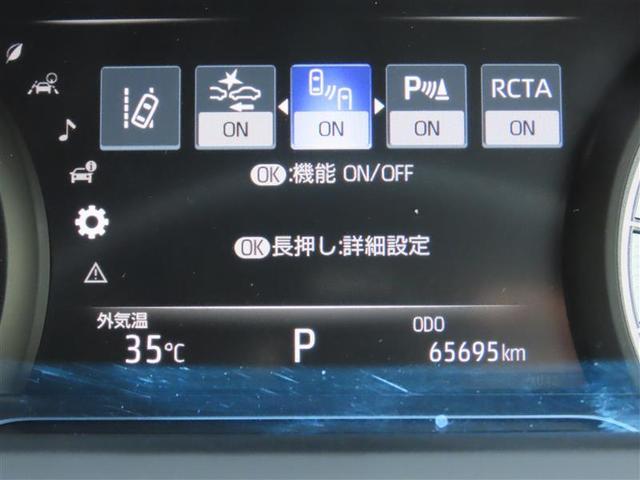 P RCTA
ON ON ON ON
OK:機能 ON/OFF
OK長押し:詳細設定
外気温 ODO
35℃ P 65695km